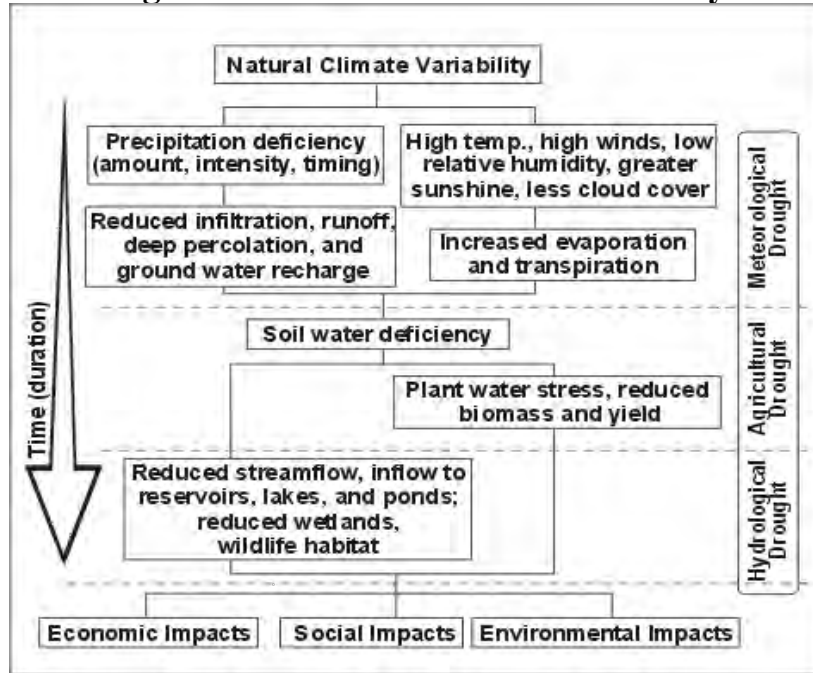 Natural Climate Variability
Precipitation deficiency
(amount, intensity, timing)
High temp., high winds, low
relative humidity, greater
sunshine, less cloud cover
Reduced infiltration, runoff,
deep percolation, and
ground water recharge
Increased evaporation
and transpiration
Meteorological
Drought
Soil water deficiency
Plant water stress, reduced
biomass and yield
Agricultural
Drought
Time (duration)
Reduced streamflow, inflow to
reservoirs, lakes, and ponds;
reduced wetlands,
wildlife habitat
Hydrological
Drought
Economic Impacts
Social Impacts
Environmental Impacts